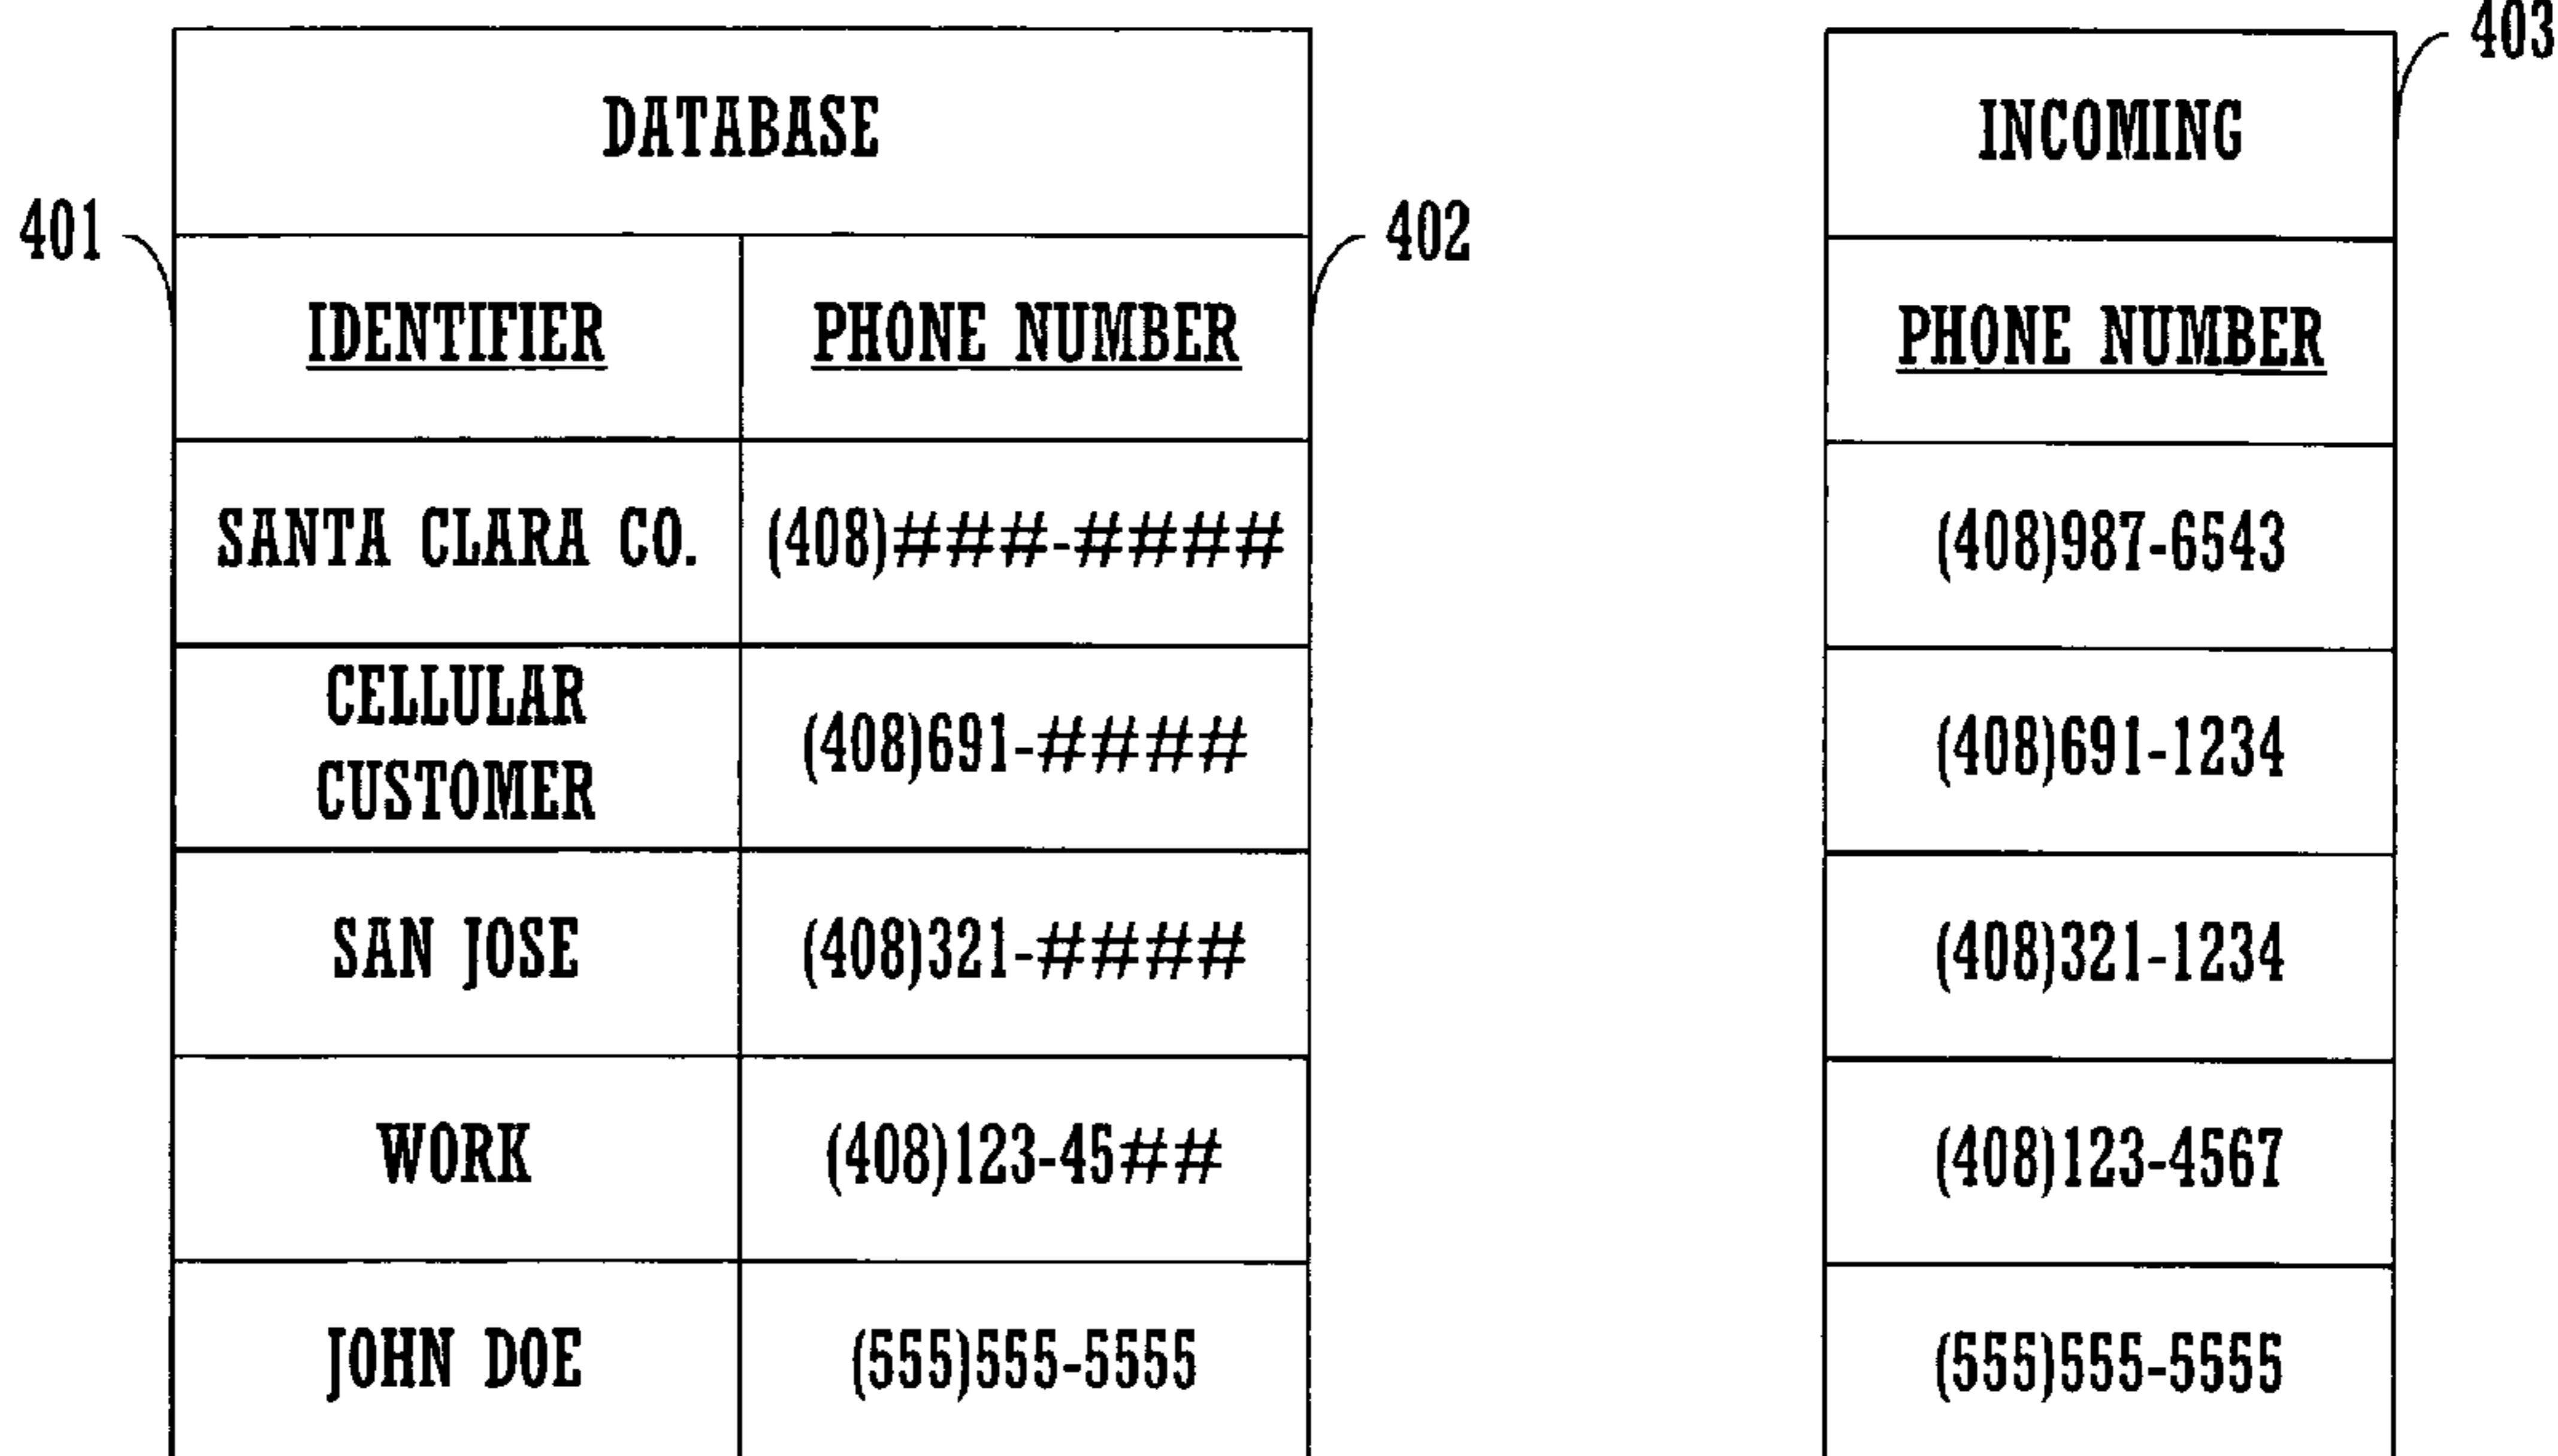 DATABASE
401
402
IDENTIFIER PHONE NUMBER
SANTA CLARA CO. (408)###-####
CELLULAR
CUSTOMER
(408)691-####
SAN JOSE (408)321-####
WORK (408)123-45##
JOHN DOE (555)555-5555
403
INCOMING
PHONE NUMBER
(408)987-6543
(408)691-1234
(408)321-1234
(408)123-4567
(555)555-5555